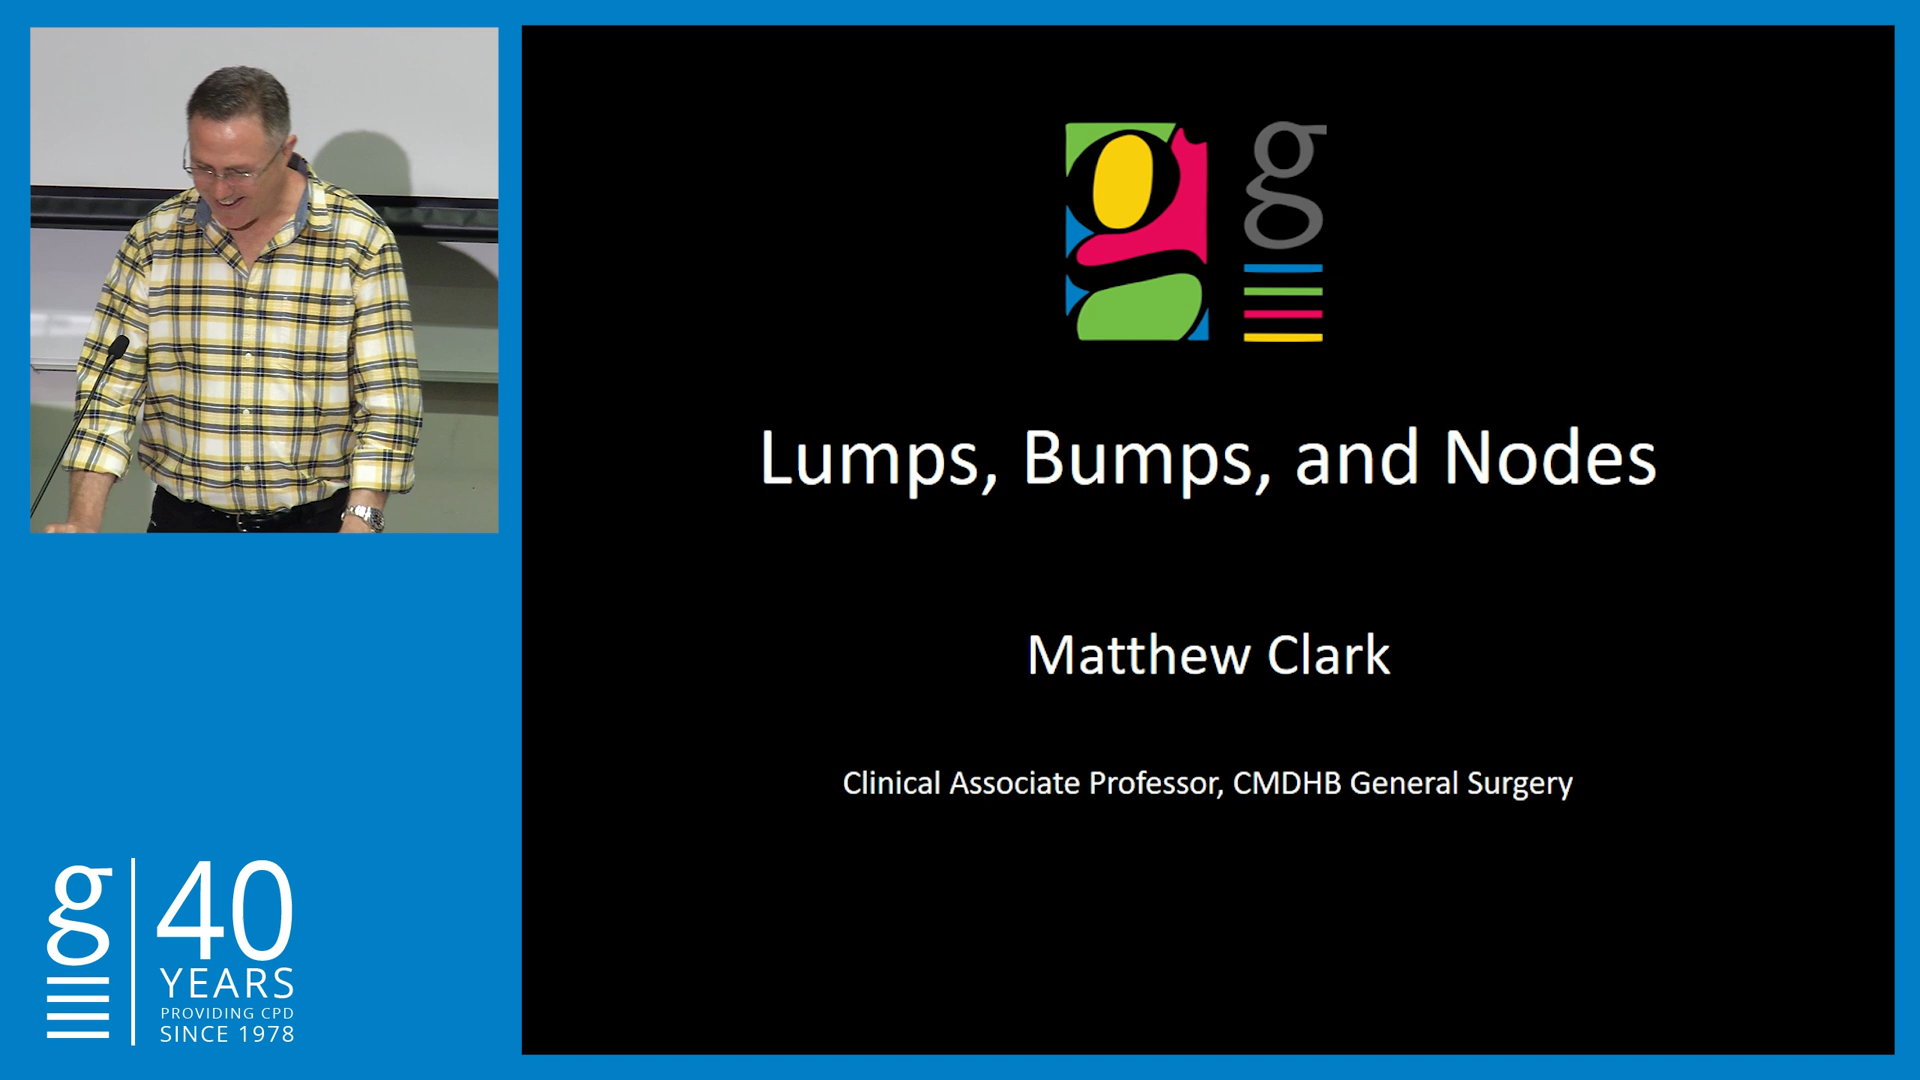 g g
Lumps, Bumps, and Nodes
Matthew Clark
Clinical Associate Professor, CMDHB General Surgery
g 40
YEARS
PROVIDING CPD
SINCE 1978